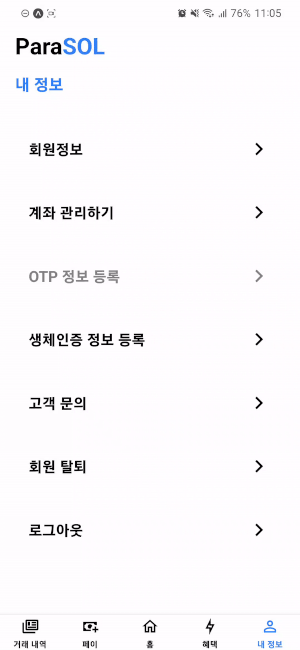 76% 11:05
ParaSOL
내 정보
회원정보
계좌 관리하기
OTP 정보 등록
생체인증 정보 등록
고객 문의
회원 탈퇴
로그아웃
거래 내역 페이 홈 혜택 내 정보